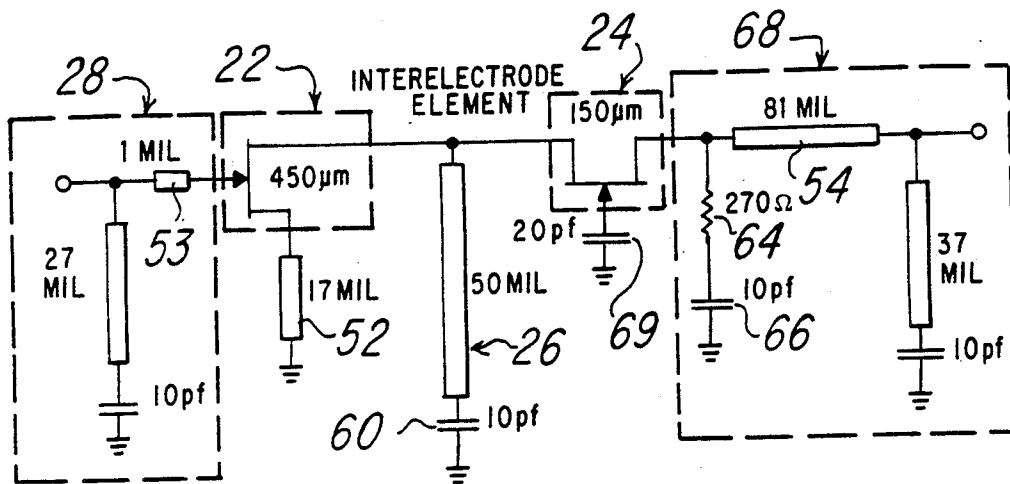 28
22
24
68
INTERELECTRODE
ELEMENT
150μm
81 MIL
1 MIL
450μm
54
53
270Ω
64
27
MIL
20pf
37
MIL
17 MIL
52
50 MIL
26
69
10pf
66
10pf
10pf
60
10pf